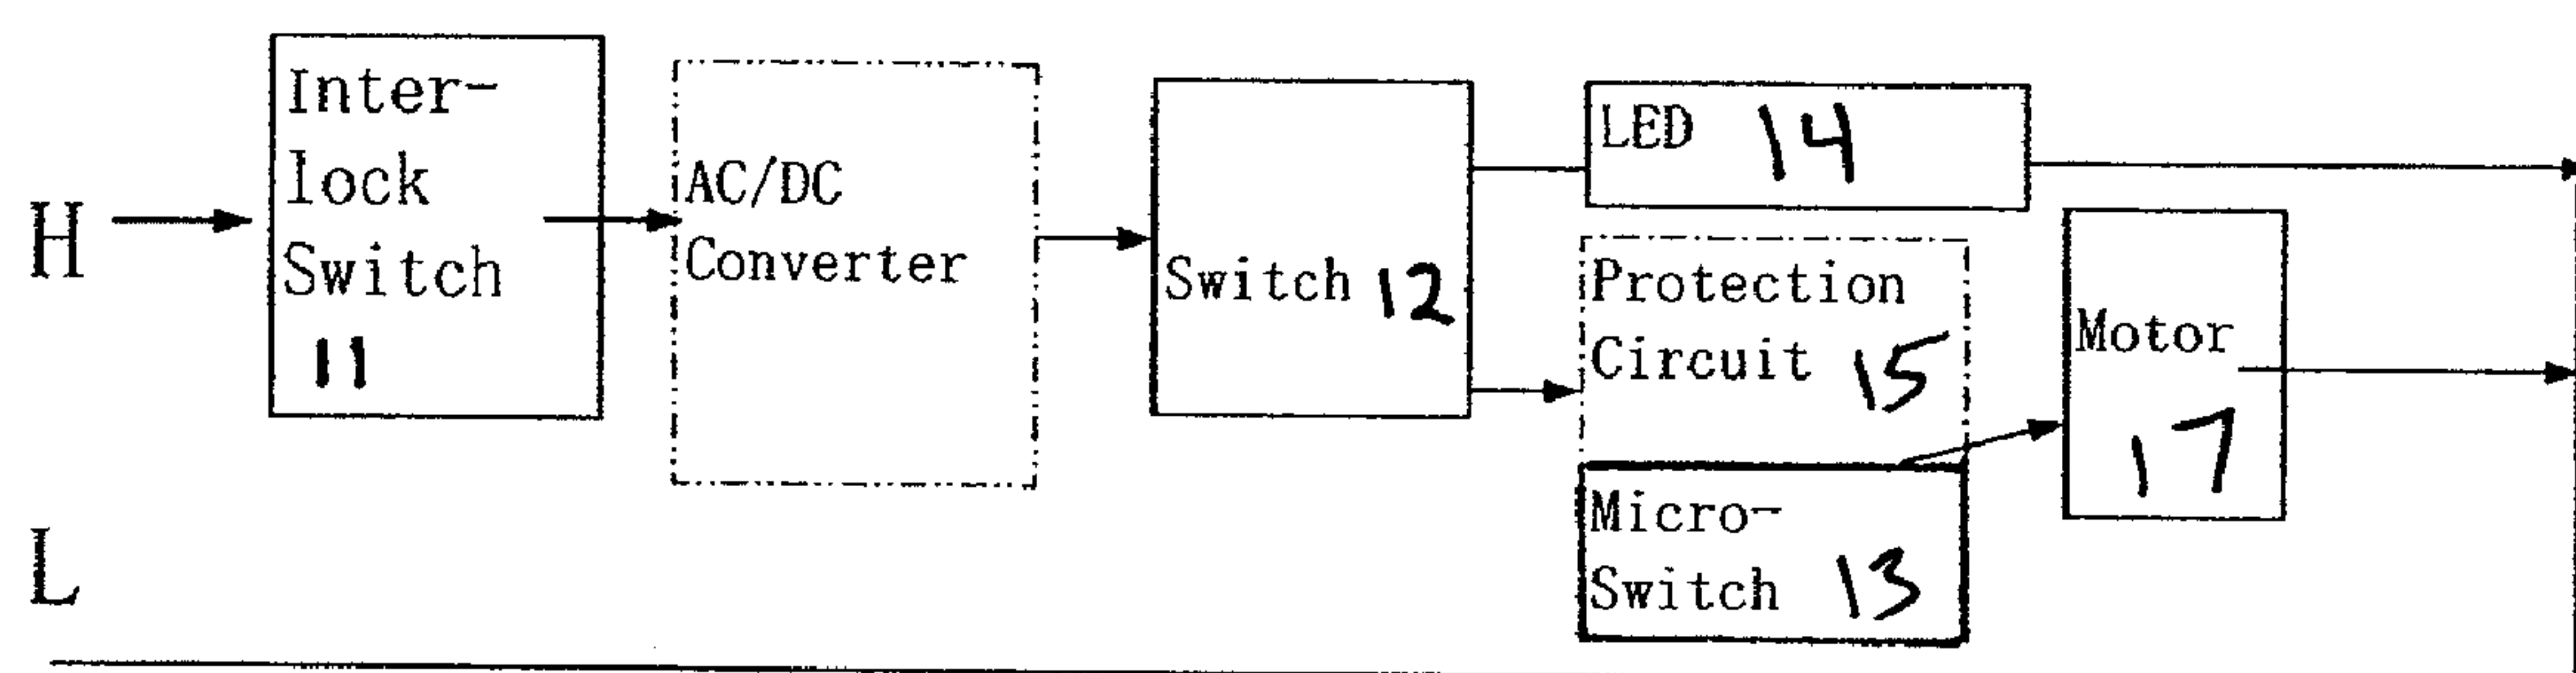 H
Inter-
lock
Switch
11
AC/DC
Converter
Switch 12
LED 14
Protection
Circuit 15
Micro-
Switch 13
Motor
17
L